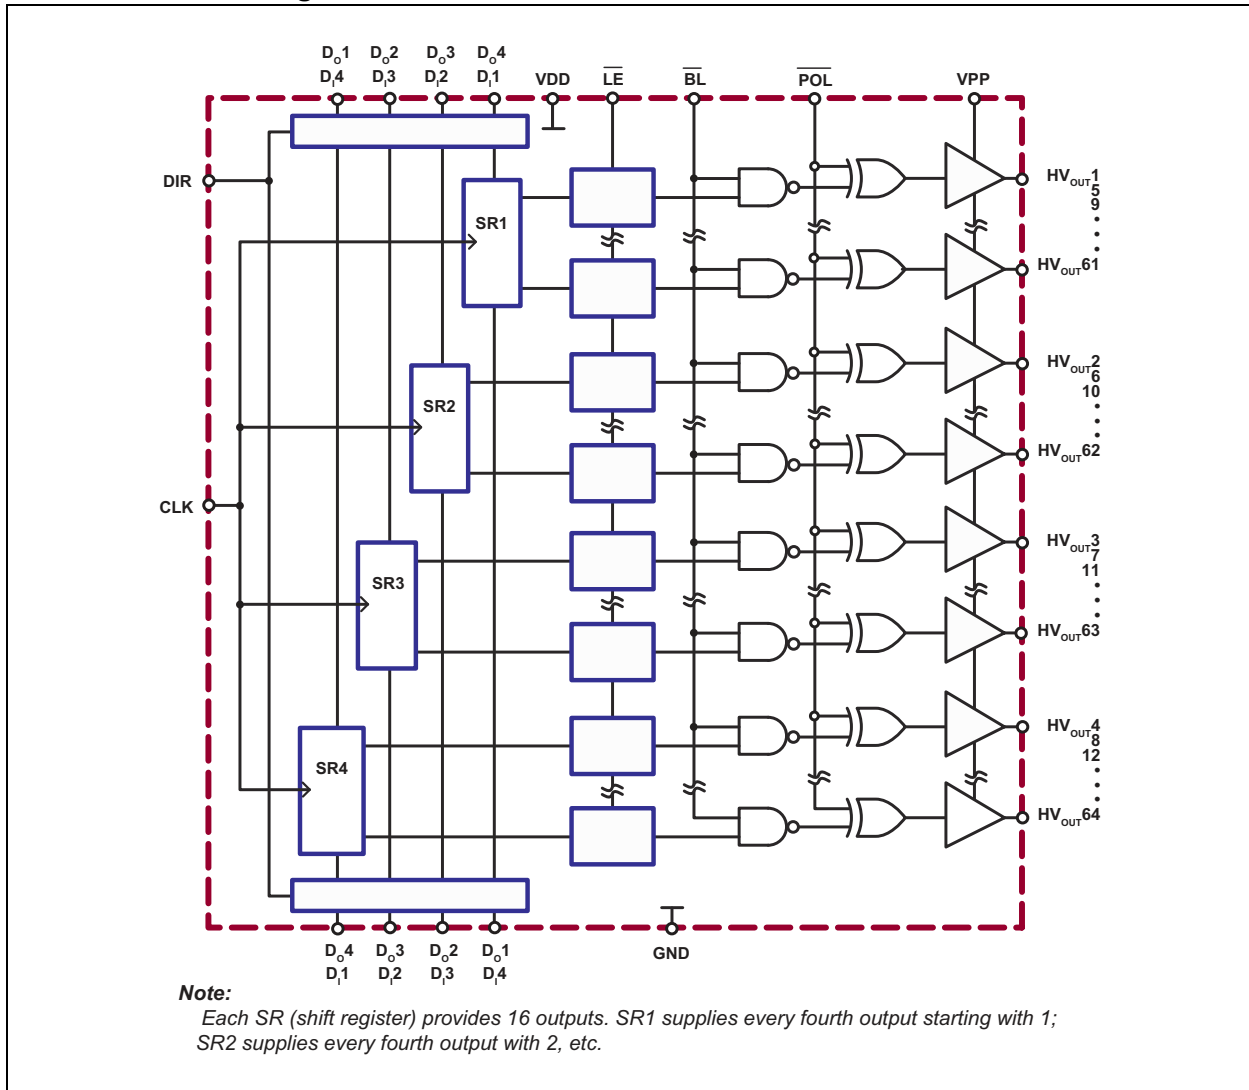 DO1 DO2 DO3 DO4
DI4 DI3 DI2 DI1 VDD LE BL POL VPP
DIR
SR1
HVOUT1
5
9
HVOUT61
SR2
HVOUT2
6
10
HVOUT62
CLK
SR3
HVOUT3
7
11
HVOUT63
SR4
HVOUT4
8
12
HVOUT64
DO4 DO3 DO2 DO1
DI1 DI2 DI3 DI4
GND
Note:
Each SR (shift register) provides 16 outputs. SR1 supplies every fourth output starting with 1;
SR2 supplies every fourth output with 2, etc.